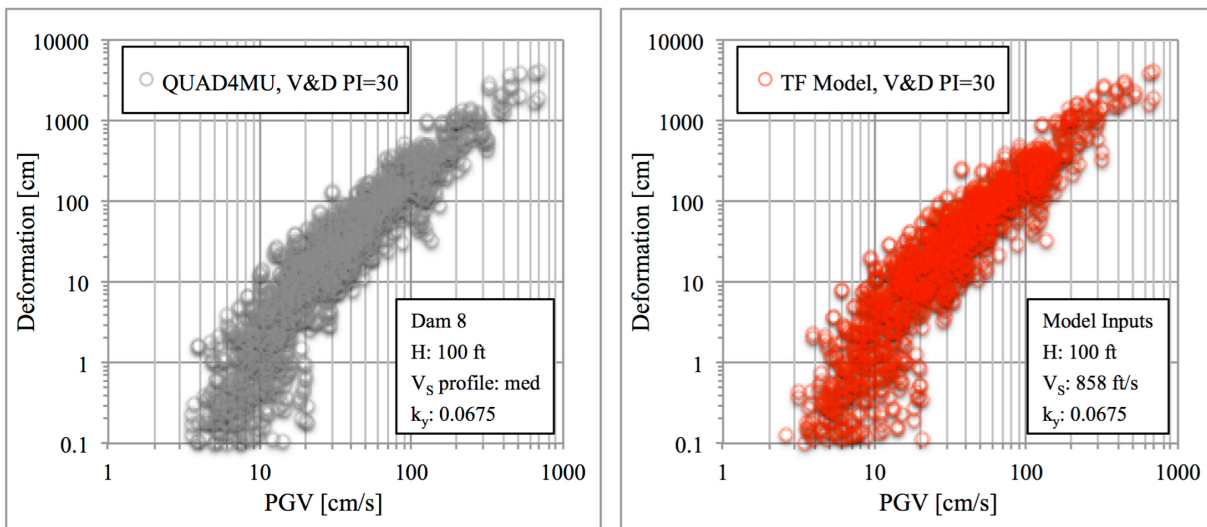 10000
1000
100
10
1
0.1
Deformation [cm]
QUAD4MU, V&D PI=30
Dam 8
H: 100 ft
VS profile: med
ky: 0.0675
1 10 100 1000
PGV [cm/s]
10000
1000
100
10
1
0.1
Deformation [cm]
TF Model, V&D PI=30
Model Inputs
H: 100 ft
VS: 858 ft/s
ky: 0.0675
1 10 100 1000
PGV [cm/s]